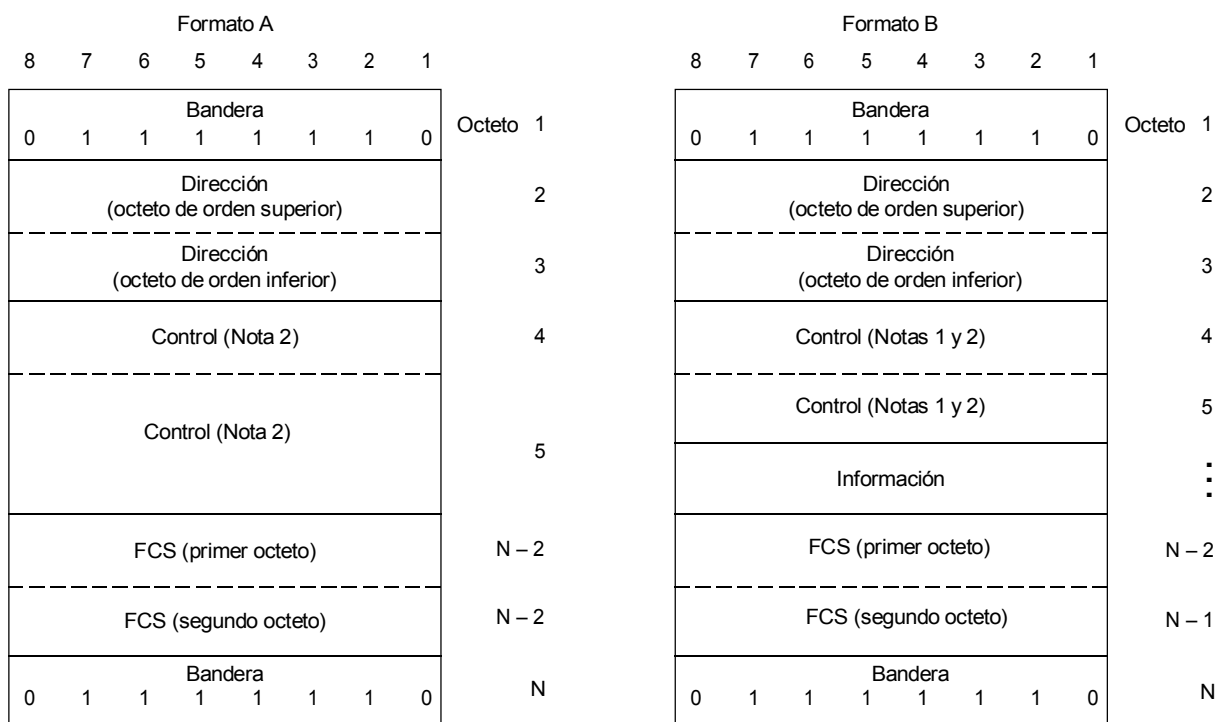 Formato A
8 7 6 5 4 3 2 1
Bandera
0 1 1 1 1 1 1 0
Octeto 1
Dirección
(octeto de orden superior)
2
Dirección
(octeto de orden inferior)
3
Control (Nota 2)
4
Control (Nota 2)
5
FCS (primer octeto)
N – 2
FCS (segundo octeto)
N – 2
Bandera
0 1 1 1 1 1 1 0
N
Formato B
8 7 6 5 4 3 2 1
Bandera
0 1 1 1 1 1 1 0
Octeto 1
Dirección
(octeto de orden superior)
2
Dirección
(octeto de orden inferior)
3
Control (Notas 1 y 2)
4
Control (Notas 1 y 2)
5
Información
FCS (primer octeto)
N – 2
FCS (segundo octeto)
N – 1
Bandera
0 1 1 1 1 1 1 0
N